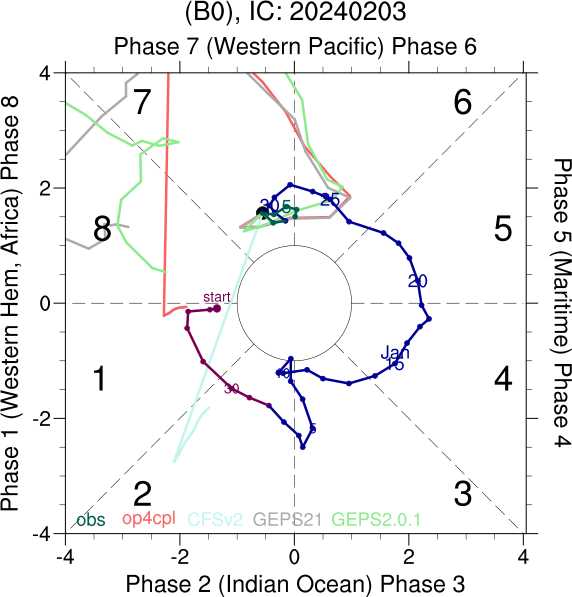 (B0), IC: 20240203
Phase 7 (Western Pacific) Phase 6
Phase 1 (Western Hem, Africa) Phase 8
Phase 5 (Maritime) Phase 4
4
2
0
-2
-4
7
6
8
5
1
4
2
3
30
5
25
20
start
Jan
15
10
30
5
obs op4cpl CFSv2 GEPS21 GEPS2.0.1
-4 -2 0 2 4
Phase 2 (Indian Ocean) Phase 3